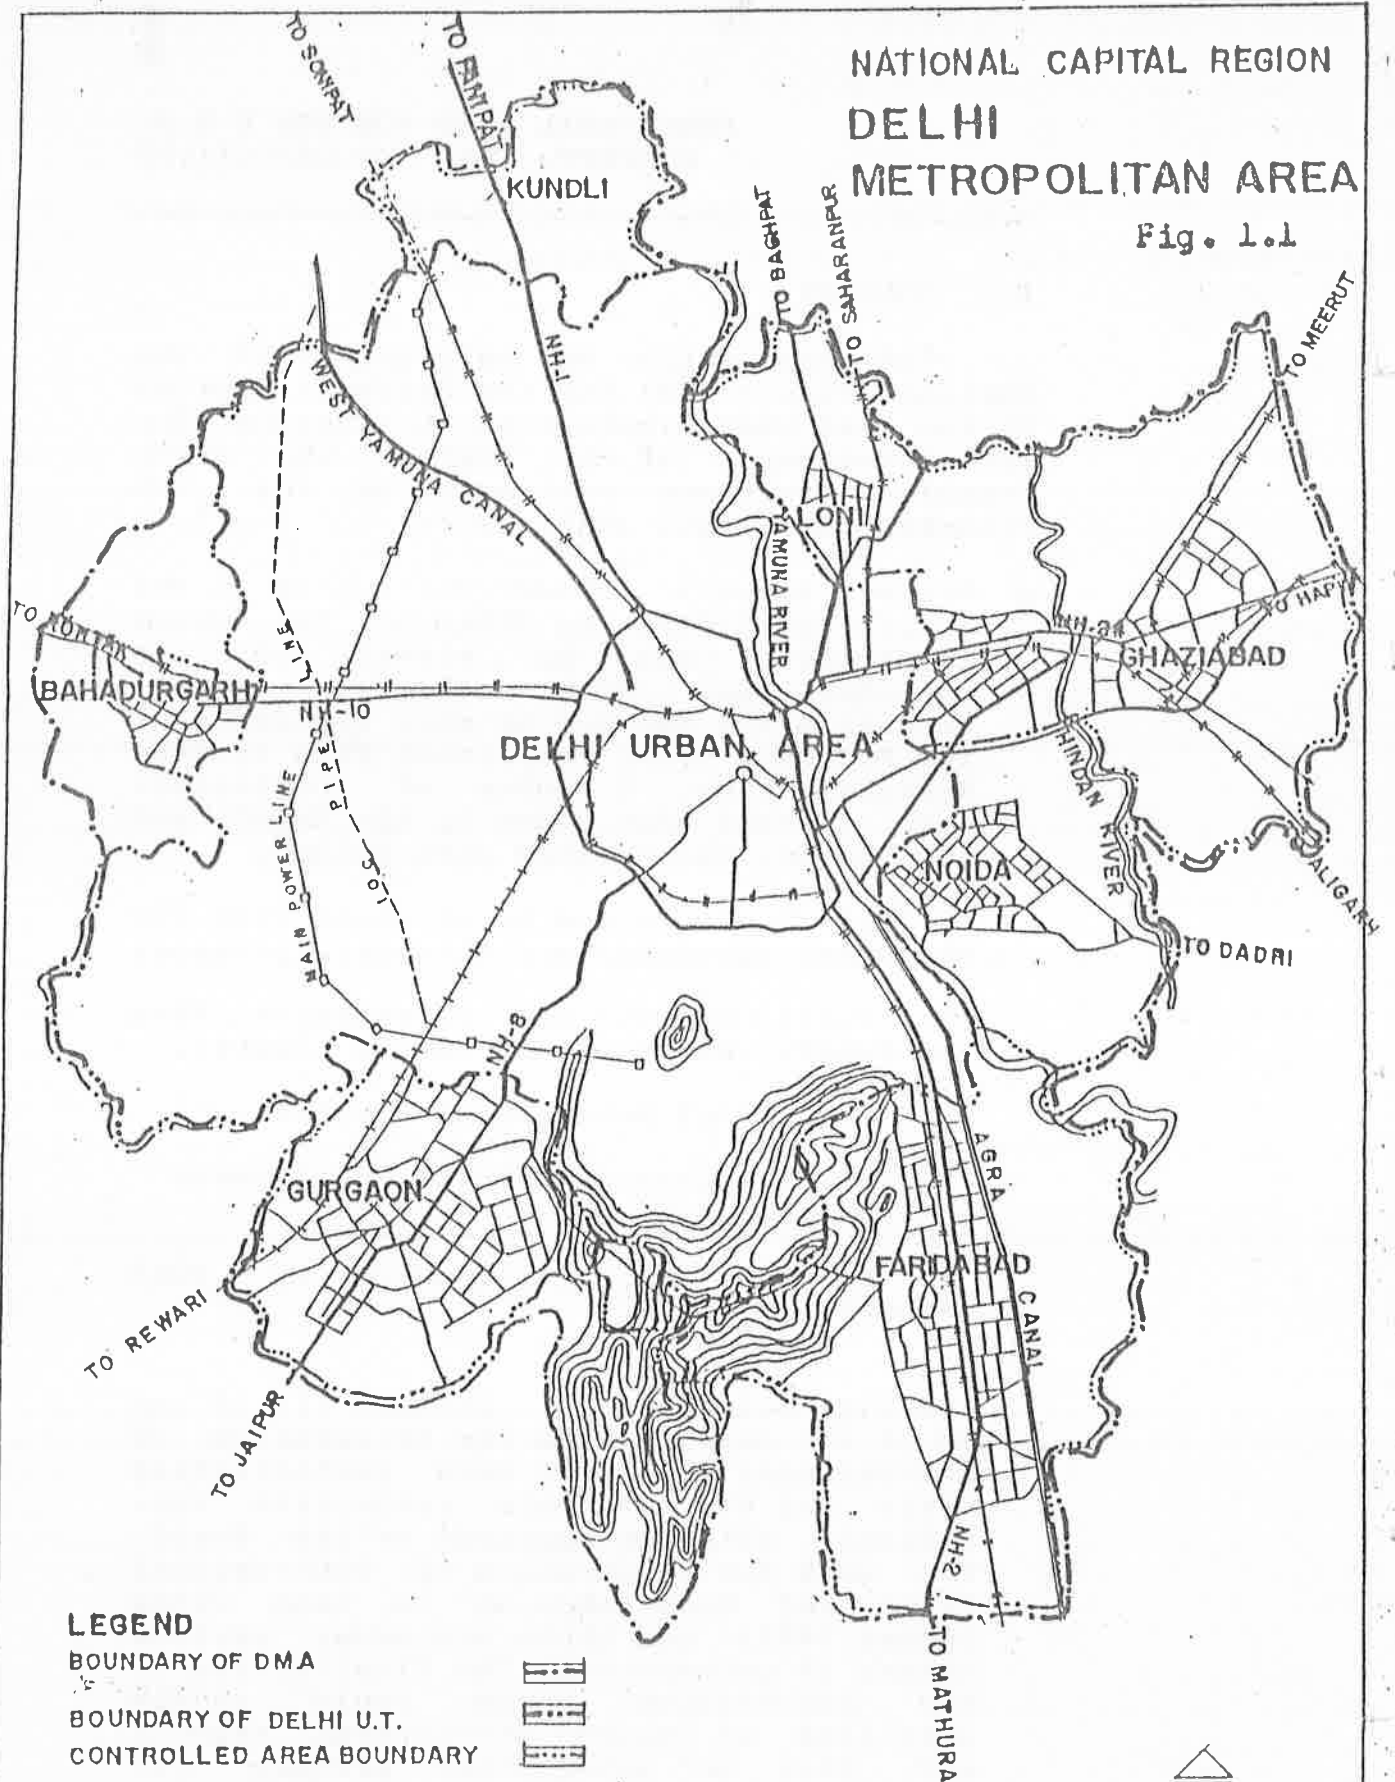 NATIONAL CAPITAL REGION
DELHI
METROPOLITAN AREA
Fig. 1.1
TO SONIPAT
TO PANIPAT
KUNDLI
TO BAGHPAT
TO SAHARANPUR
TO MEERUT
NH-1
WEST YAMUNA CANAL
LONI
YAMUNA RIVER
TO ROHTAK
BAHADURGARH
NH-10
NH-24
TO HAP
GHAZIABAD
DELHI URBAN AREA
HINDAN RIVER
NOIDA
TO ALIGARH
TO DADRI
MAIN POWER LINE
IOC PIPE LINE
NH-8
GURGAON
AGRA CANAL
FARIDABAD
TO REWARI
TO JAIPUR
NH-2
TO MATHURA
LEGEND
BOUNDARY OF DMA
BOUNDARY OF DELHI U.T.
CONTROLLED AREA BOUNDARY